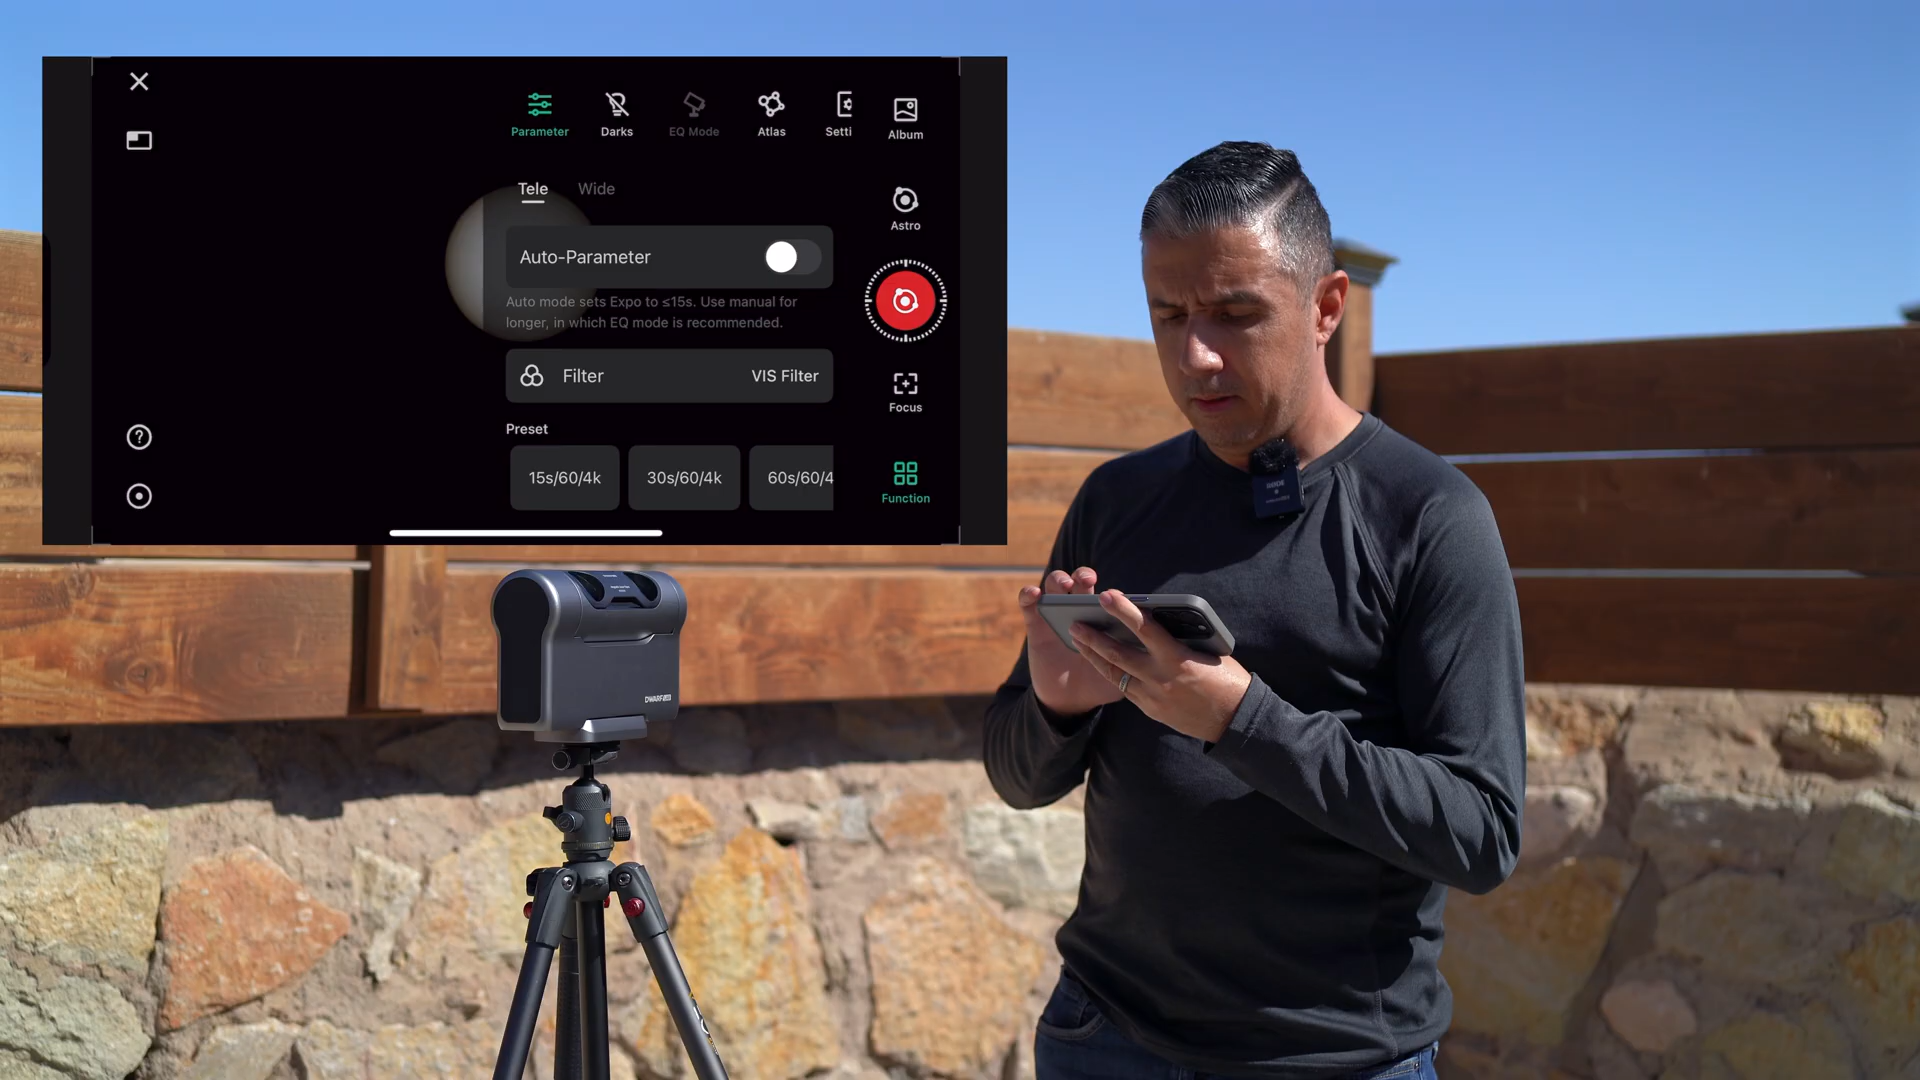 Parameter
Darks
EQ Mode
Atlas
Setti
Album
Tele
Wide
Astro
Auto-Parameter
Auto mode sets Expo to ≤15s. Use manual for
longer, in which EQ mode is recommended.
Filter
VIS Filter
Focus
Preset
15s/60/4k
30s/60/4k
60s/60/4
Function
DWARFLAB